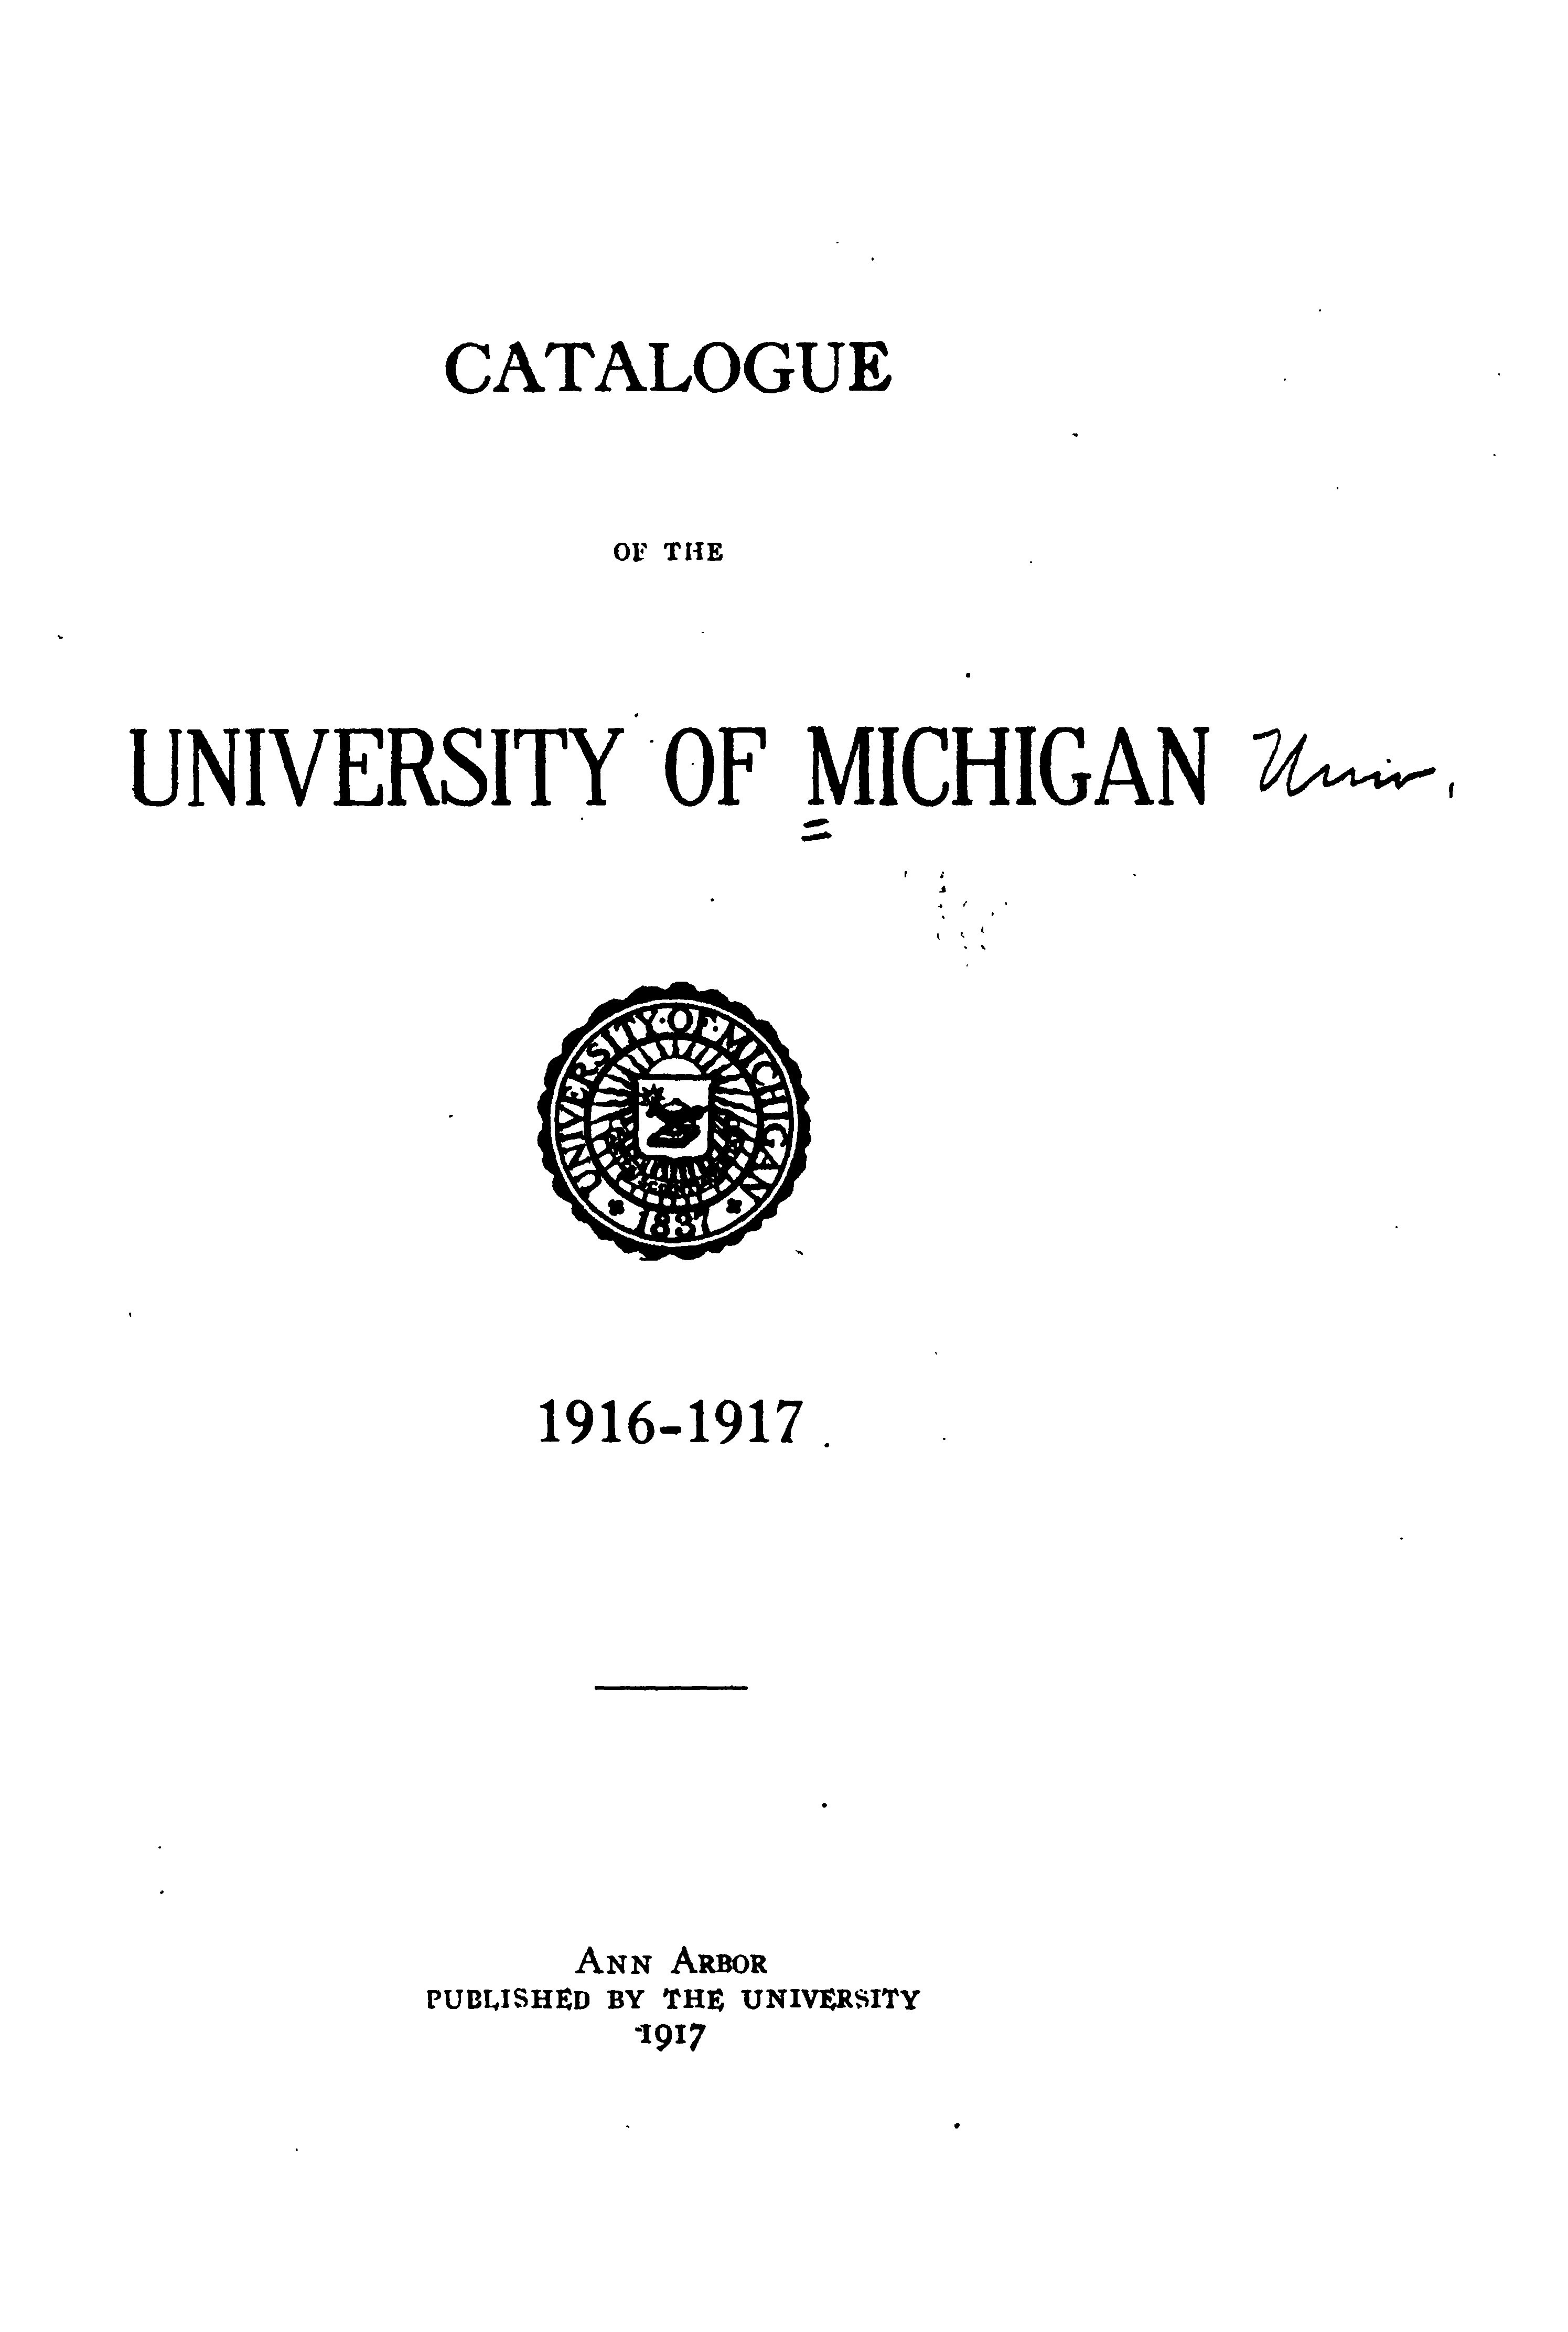 CATALOGUE
OF THE
UNIVERSITY OF MICHIGAN Univ.
UNIVERSITY·OF·MICHIGAN
1837
1916-1917
ANN ARBOR
PUBLISHED BY THE UNIVERSITY
1917